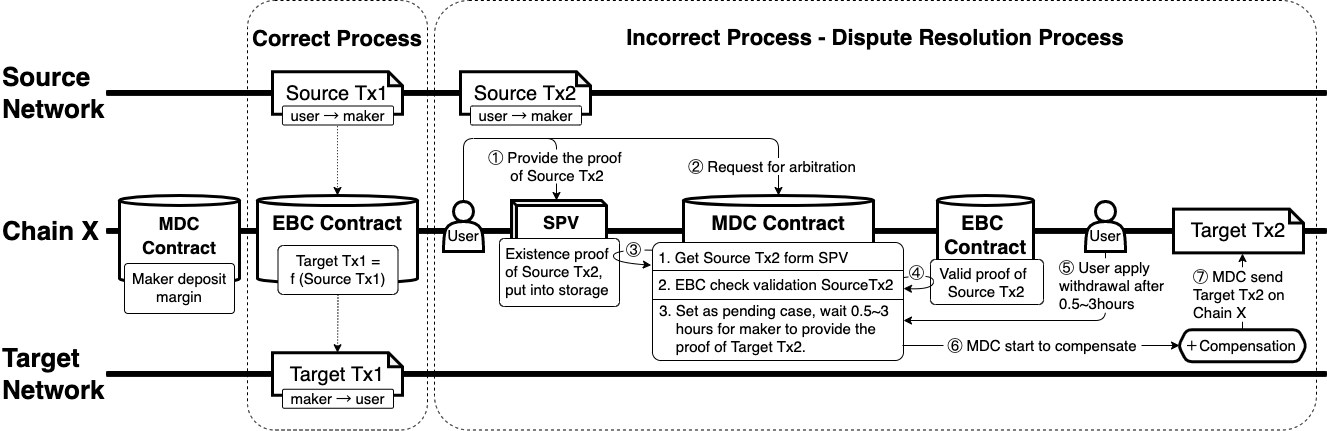 Correct Process
Incorrect Process - Dispute Resolution Process
Source
Network
Source Tx1
user → maker
Source Tx2
user → maker
① Provide the proof
of Source Tx2
② Request for arbitration
Chain X
MDC
Contract
Maker deposit
margin
EBC Contract
Target Tx1 =
f (Source Tx1)
User
SPV
Existence proof
of Source Tx2,
put into storage
③
MDC Contract
1. Get Source Tx2 form SPV
2. EBC check validation SourceTx2
3. Set as pending case, wait 0.5~3
hours for maker to provide the
proof of Target Tx2.
④
EBC
Contract
Valid proof of
Source Tx2
User
⑤ User apply
withdrawal after
0.5~3hours
Target Tx2
⑦ MDC send
Target Tx2 on
Chain X
⑥ MDC start to compensate
+ Compensation
Target
Network
Target Tx1
maker → user